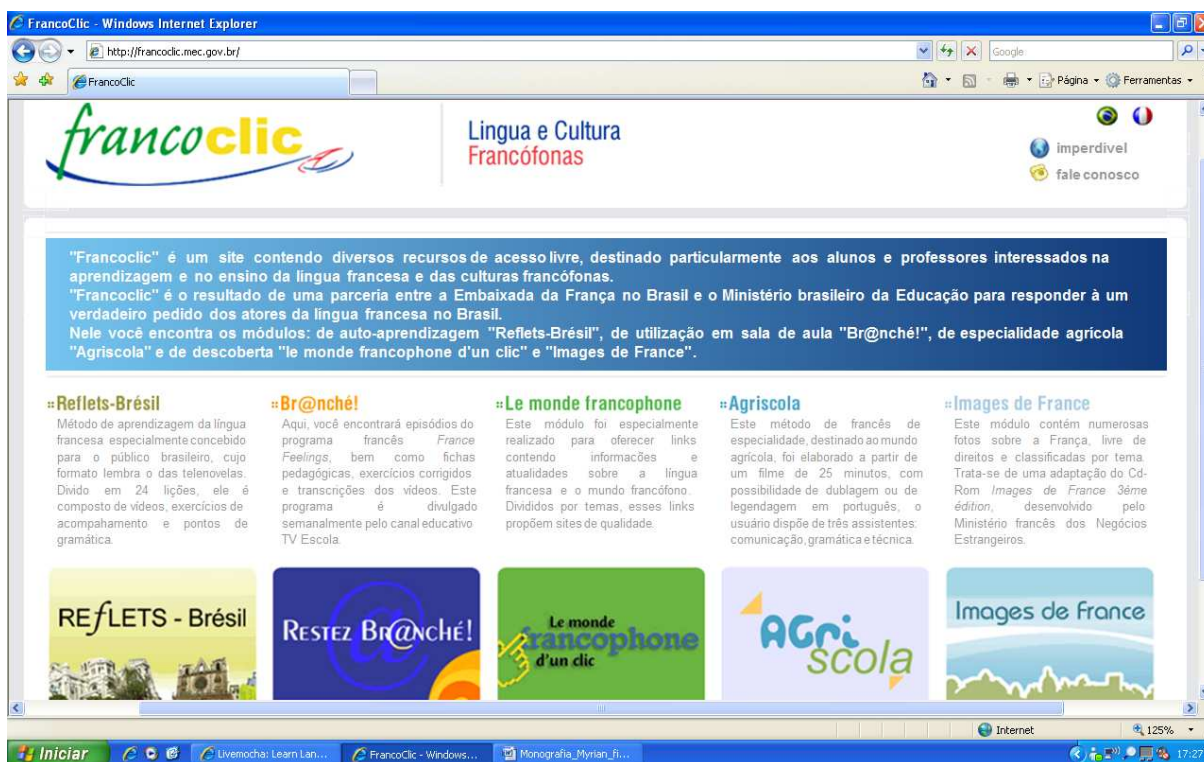 FrancoClic - Windows Internet Explorer
http://francoclic.mec.gov.br/
Google
FrancoClic
Página
Ferramentas
francoclic
Lingua e Cultura
Francófonas
imperdivel
fale conosco
"Francoclic" é um site contendo diversos recursos de acesso livre, destinado particularmente aos alunos e professores interessados na
aprendizagem e no ensino da lingua francesa e das culturas francófonas.
"Francoclic" é o resultado de uma parceria entre a Embaixada da França no Brasil e o Ministério brasileiro da Educação para responder à um
verdadeiro pedido dos atores da lingua francesa no Brasil.
Nele você encontra os módulos: de auto-aprendizagem "Reflets-Brésil", de utilização em sala de aula "Br@nché!", de especialidade agrícola
"Agriscola" e de descoberta "le monde francophone d'un clic" e "Images de France".
Reflets-Brésil
Método de aprendizagem da língua
francesa especialmente concebido
para o público brasileiro, cujo
formato lembra o das telenovelas.
Divido em 24 lições, ele é
composto de vídeos, exercícios de
acompahamento e pontos de
gramática.
Br@nché!
Aqui, você encontrará episódios do
programa francês France
Feelings, bem como fichas
pedagógicas, exercícios corrigidos
e transcrições dos vídeos. Este
programa é divulgado
semanalmente pelo canal educativo
TV Escola.
Le monde francophone
Este módulo foi especialmente
realizado para oferecer links
contendo informacões e
atualidades sobre a língua
francesa e o mundo francófono.
Divididos por temas, esses links
propõem sites de qualidade.
Agriscola
Este método de francês de
especialidade, destinado ao mundo
agrícola, foi elaborado a partir de
um filme de 25 minutos, com
possibilidade de dublagem ou de
legendagem em português, o
usuário dispõe de três assistentes:
comunicação, gramática e técnica.
Images de France
Este módulo contém numerosas
fotos sobre a França, livre de
direitos e classificadas por tema.
Trata-se de uma adaptação do Cd-
Rom Images de France 3éme
édition, desenvolvido pelo
Ministério francês dos Negócios
Estrangeiros.
REfLETS - Brésil
RESTEZ BR@NCHÉ!
Le monde
francophone
d'un clic
AGri
scola
Images de france
Internet
125%
Iniciar
Livemocha: Learn Lan...
FrancoClic - Windows...
Monografia_Myrian_fi...
17:27